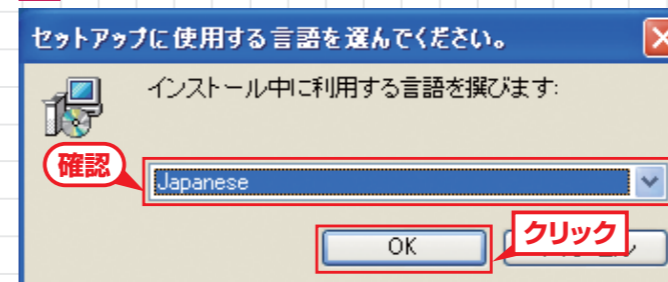 セットアップに使用する言語を選んでください。
インストール中に利用する言語を撰びます:
確認
Japanese
OK
クリック